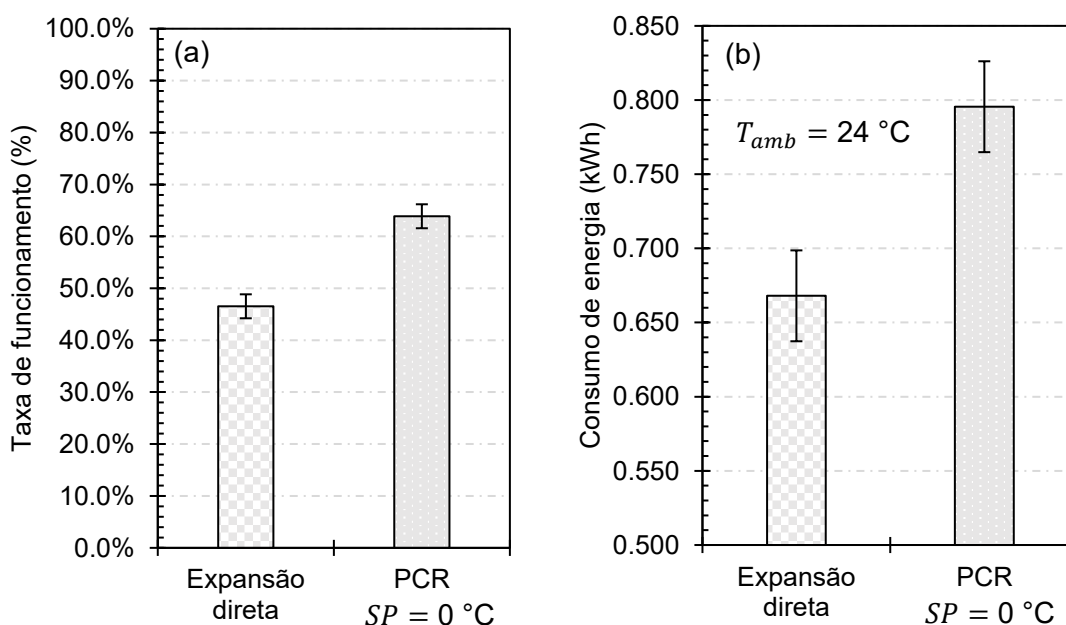 (a)
Taxa de funcionamento (%)
100.0%
90.0%
80.0%
70.0%
60.0%
50.0%
40.0%
30.0%
20.0%
10.0%
0.0%
Expansão
direta
PCR
SP = 0 °C
(b)
T_amb = 24 °C
Consumo de energia (kWh)
0.850
0.800
0.750
0.700
0.650
0.600
0.550
0.500
Expansão
direta
PCR
SP = 0 °C